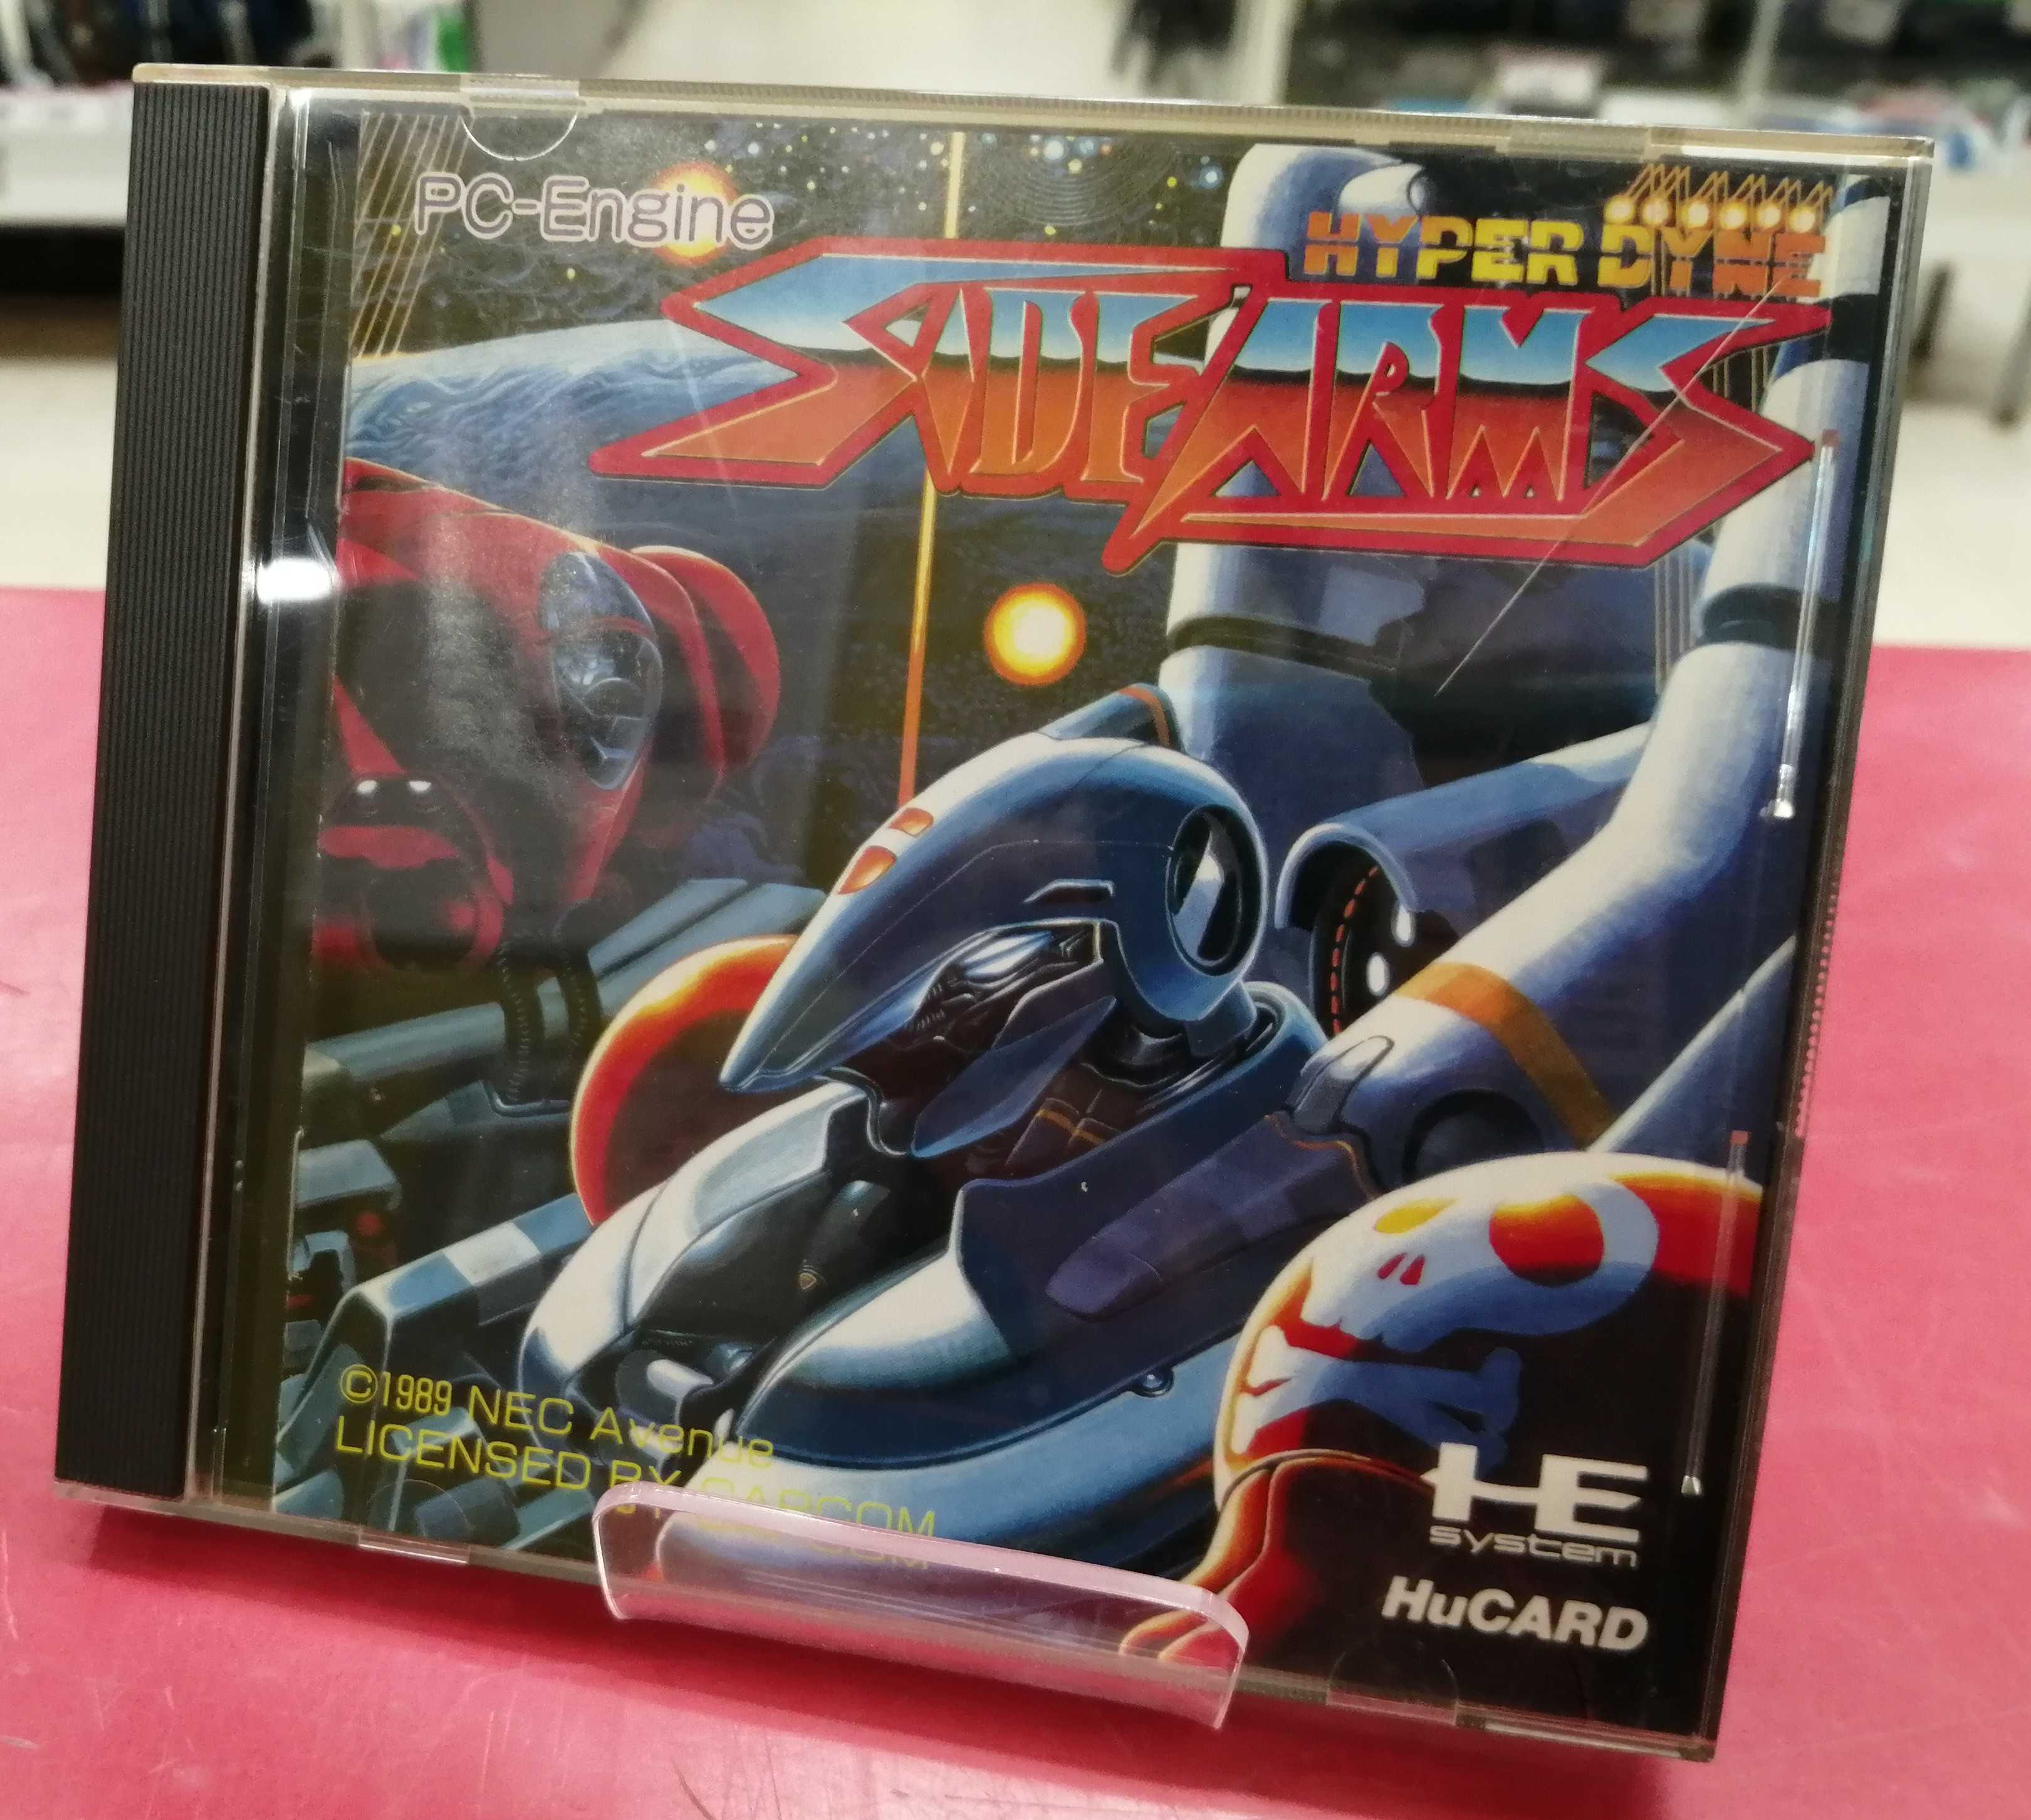 PC-Engine
HYPER DYNE
SIDE ARMS
©1989 NEC Avenue
LICENSED BY CAPCOM
HE
system
HuCARD